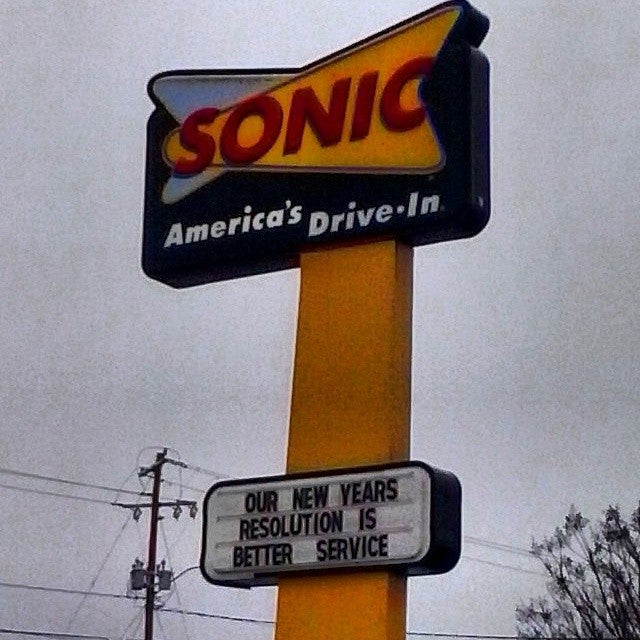 SONIC
America's Drive-In
OUR NEW YEARS
RESOLUTION IS
BETTER SERVICE